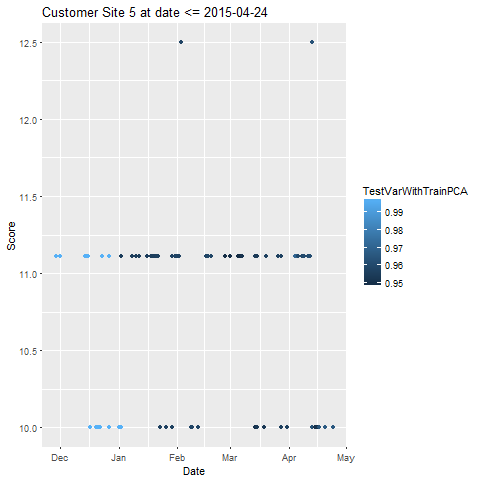 Customer Site 5 at date <= 2015-04-24
12.5
12.0
11.5
11.0
10.5
10.0
Score
Dec Jan Feb Mar Apr May
Date
TestVarWithTrainPCA
0.99
0.98
0.97
0.96
0.95